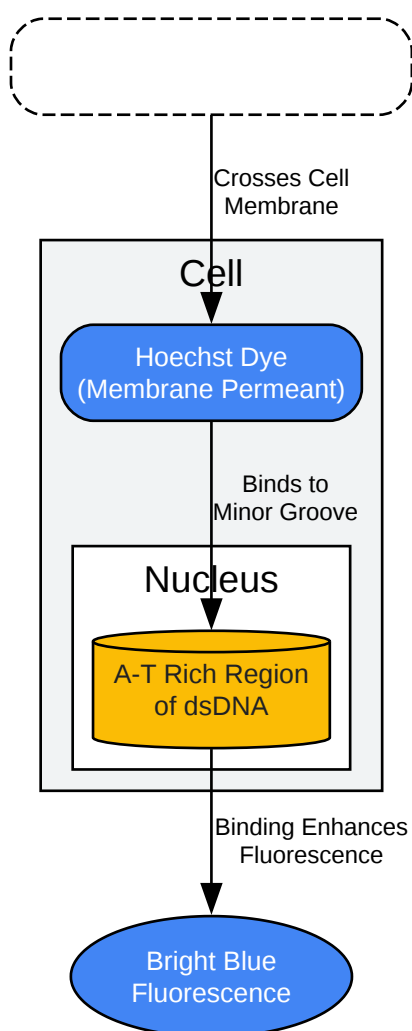 Crosses Cell
Membrane
Cell
Hoechst Dye
(Membrane Permeant)
Binds to
Minor Groove
Nucleus
A-T Rich Region
of dsDNA
Binding Enhances
Fluorescence
Bright Blue
Fluorescence